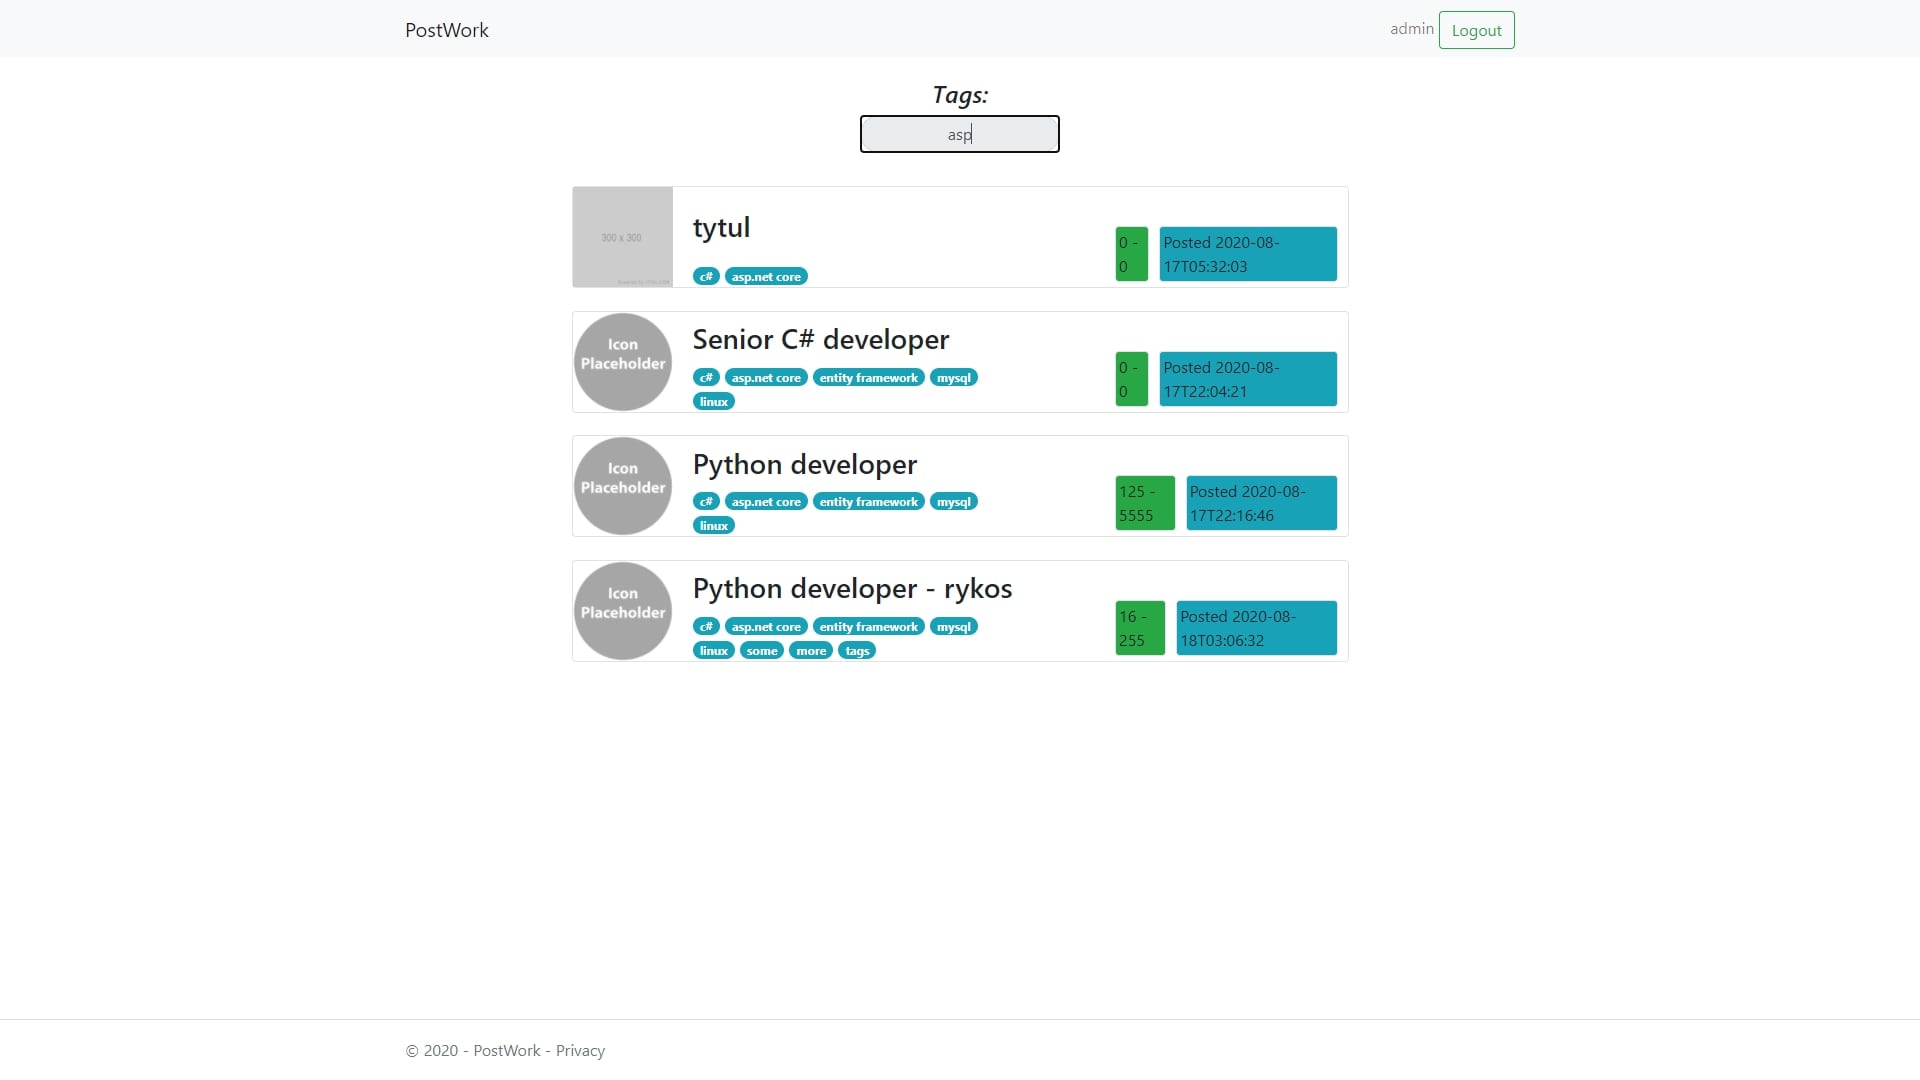 PostWork
admin Logout
Tags:
asp
300 x 300
tytul
c# asp.net core
0 -
0
Posted 2020-08-
17T05:32:03
Icon
Placeholder
Senior C# developer
c# asp.net core entity framework mysql
linux
0 -
0
Posted 2020-08-
17T22:04:21
Icon
Placeholder
Python developer
c# asp.net core entity framework mysql
linux
125 -
5555
Posted 2020-08-
17T22:16:46
Icon
Placeholder
Python developer - rykos
c# asp.net core entity framework mysql
linux some more tags
16 -
255
Posted 2020-08-
18T03:06:32
© 2020 - PostWork - Privacy